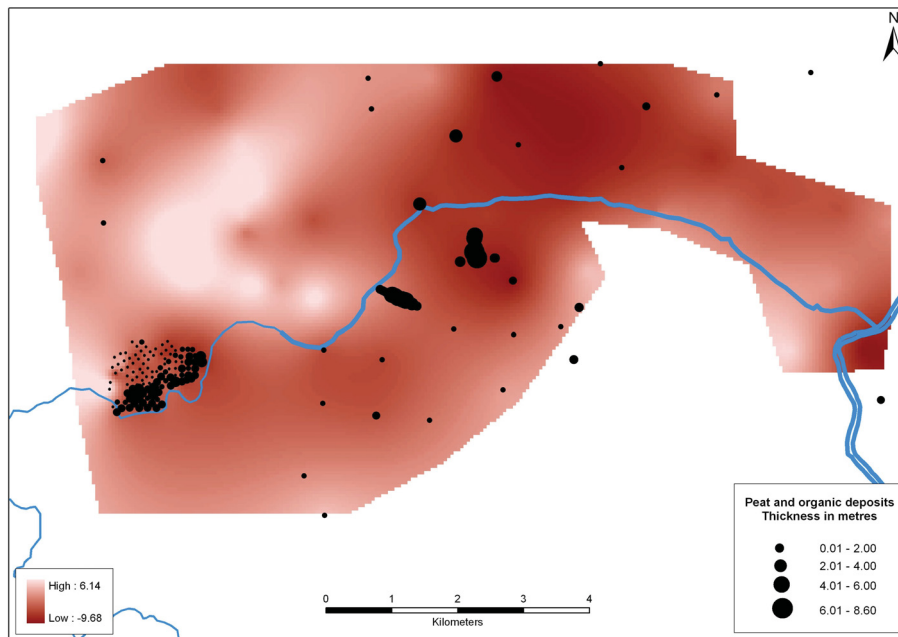 N
Peat and organic deposits
Thickness in metres
0.01 - 2.00
2.01 - 4.00
4.01 - 6.00
6.01 - 8.60
High : 6.14
Low : -9.68
0 1 2 3 4
Kilometers